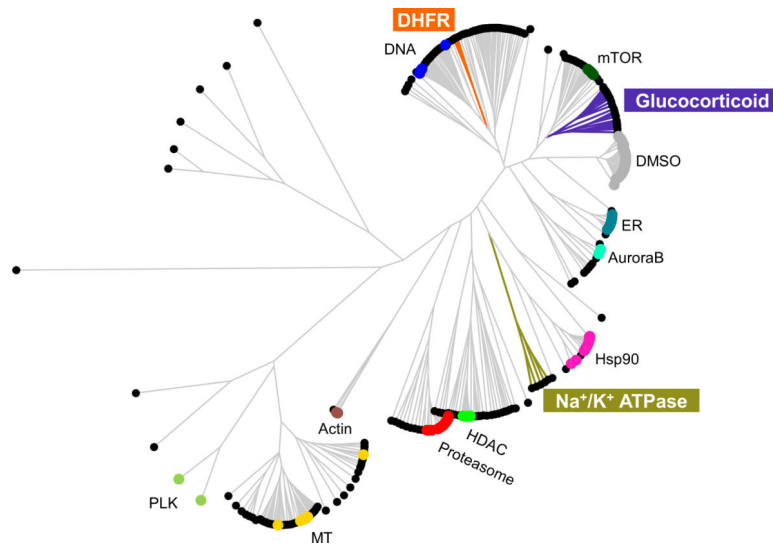 DHFR
DNA
mTOR
Glucocorticoid
DMSO
ER
AuroraB
Hsp90
Na⁺/K⁺ ATPase
Actin
HDAC
Proteasome
PLK
MT